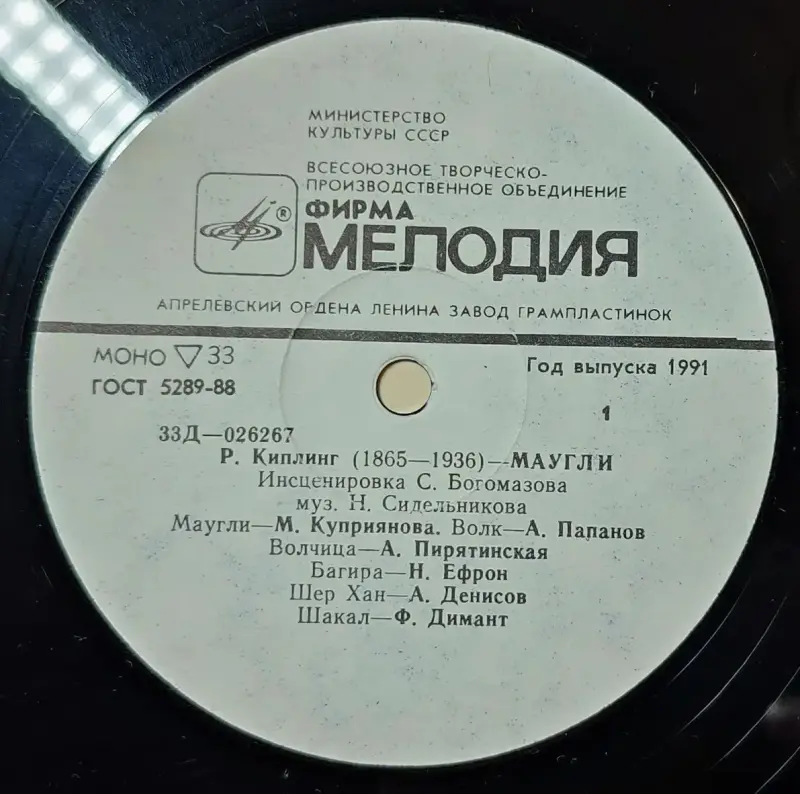 МИНИСТЕРСТВО
КУЛЬТУРЫ СССР
ВСЕСОЮЗНОЕ ТВОРЧЕСКО-
ПРОИЗВОДСТВЕННОЕ ОБЪЕДИНЕНИЕ
ФИРМА
® МЕЛОДИЯ
АПРЕЛЕВСКИЙ ОРДЕНА ЛЕНИНА ЗАВОД ГРАМПЛАСТИНОК
МОНО ▽ 33
Год выпуска 1991
ГОСТ 5289-88
1
33Д—026267
Р. Киплинг (1865—1936)—МАУГЛИ
Инсценировка С. Богомазова
муз. Н. Сидельникова
Маугли—М. Куприянова. Волк—А. Папанов
Волчица—А. Пирятинская
Багира—Н. Ефрон
Шер Хан—А. Денисов
Шакал—Ф. Димант